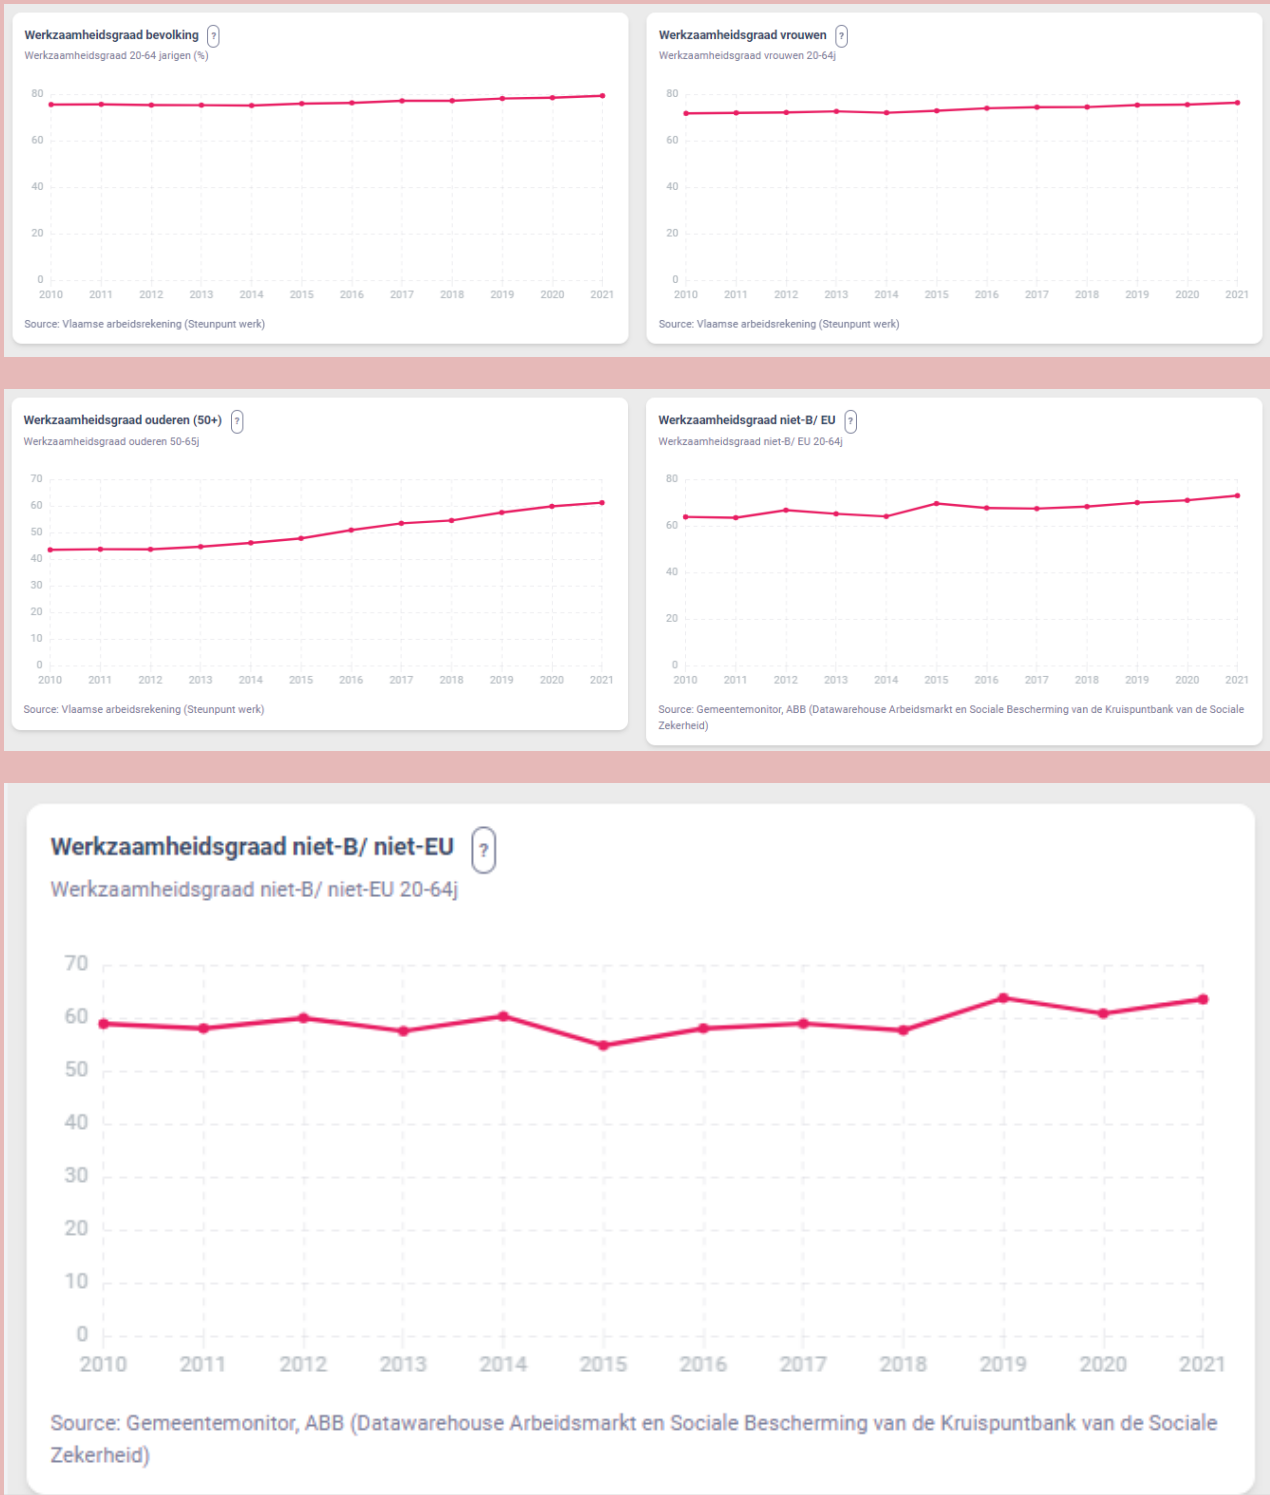 Werkzaamheidsgraad bevolking ?
Werkzaamheidsgraad 20-64 jarigen (%)
80
60
40
20
0
2010 2011 2012 2013 2014 2015 2016 2017 2018 2019 2020 2021
Source: Vlaamse arbeidsrekening (Steunpunt werk)
Werkzaamheidsgraad vrouwen ?
Werkzaamheidsgraad vrouwen 20-64j
80
60
40
20
0
2010 2011 2012 2013 2014 2015 2016 2017 2018 2019 2020 2021
Source: Vlaamse arbeidsrekening (Steunpunt werk)
Werkzaamheidsgraad ouderen (50+) ?
Werkzaamheidsgraad ouderen 50-65j
70
60
50
40
30
20
10
0
2010 2011 2012 2013 2014 2015 2016 2017 2018 2019 2020 2021
Source: Vlaamse arbeidsrekening (Steunpunt werk)
Werkzaamheidsgraad niet-B/ EU ?
Werkzaamheidsgraad niet-B/ EU 20-64j
80
60
40
20
0
2010 2011 2012 2013 2014 2015 2016 2017 2018 2019 2020 2021
Source: Gemeentemonitor, ABB (Datawarehouse Arbeidsmarkt en Sociale Bescherming van de Kruispuntbank van de Sociale
Zekerheid)
Werkzaamheidsgraad niet-B/ niet-EU ?
Werkzaamheidsgraad niet-B/ niet-EU 20-64j
70
60
50
40
30
20
10
0
2010 2011 2012 2013 2014 2015 2016 2017 2018 2019 2020 2021
Source: Gemeentemonitor, ABB (Datawarehouse Arbeidsmarkt en Sociale Bescherming van de Kruispuntbank van de Sociale
Zekerheid)